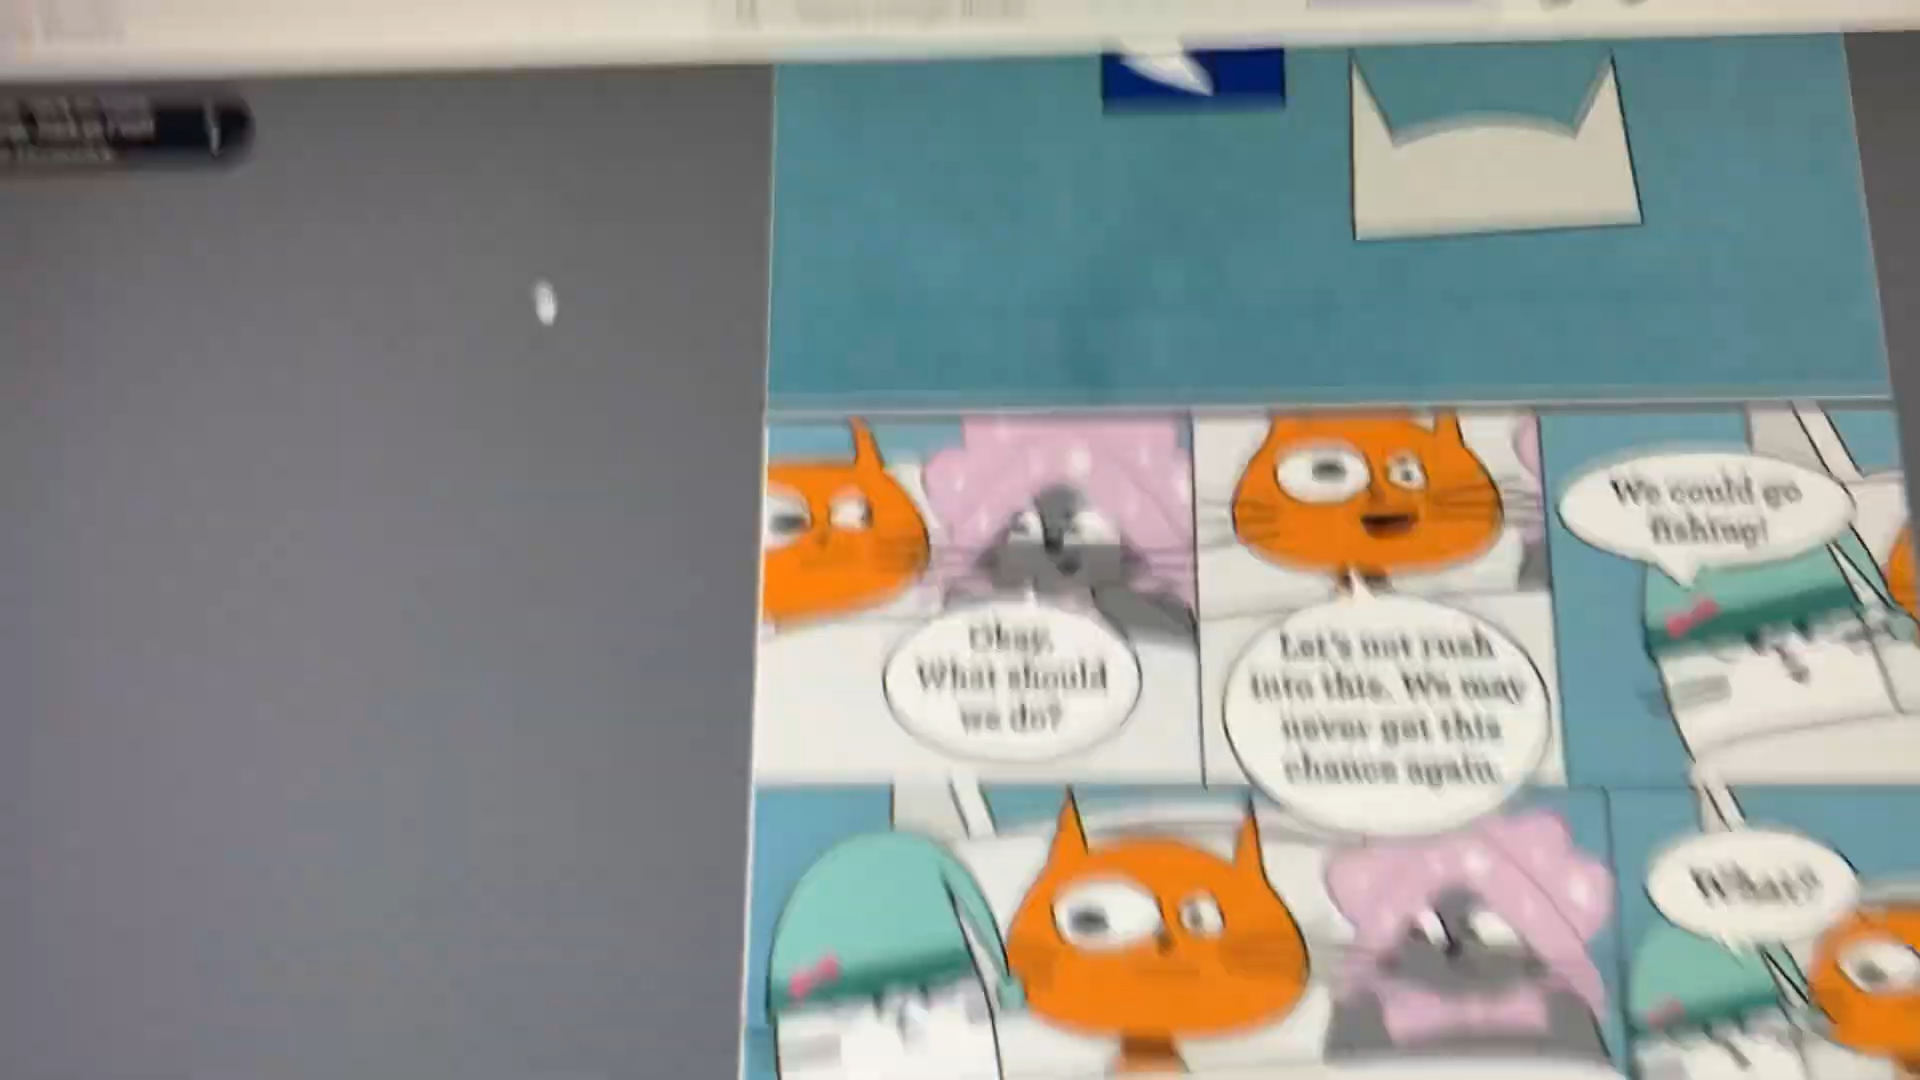 Okay.
What should
we do?
Let's not rush
into this. We may
never get this
chance again.
We could go
fishing!
What?